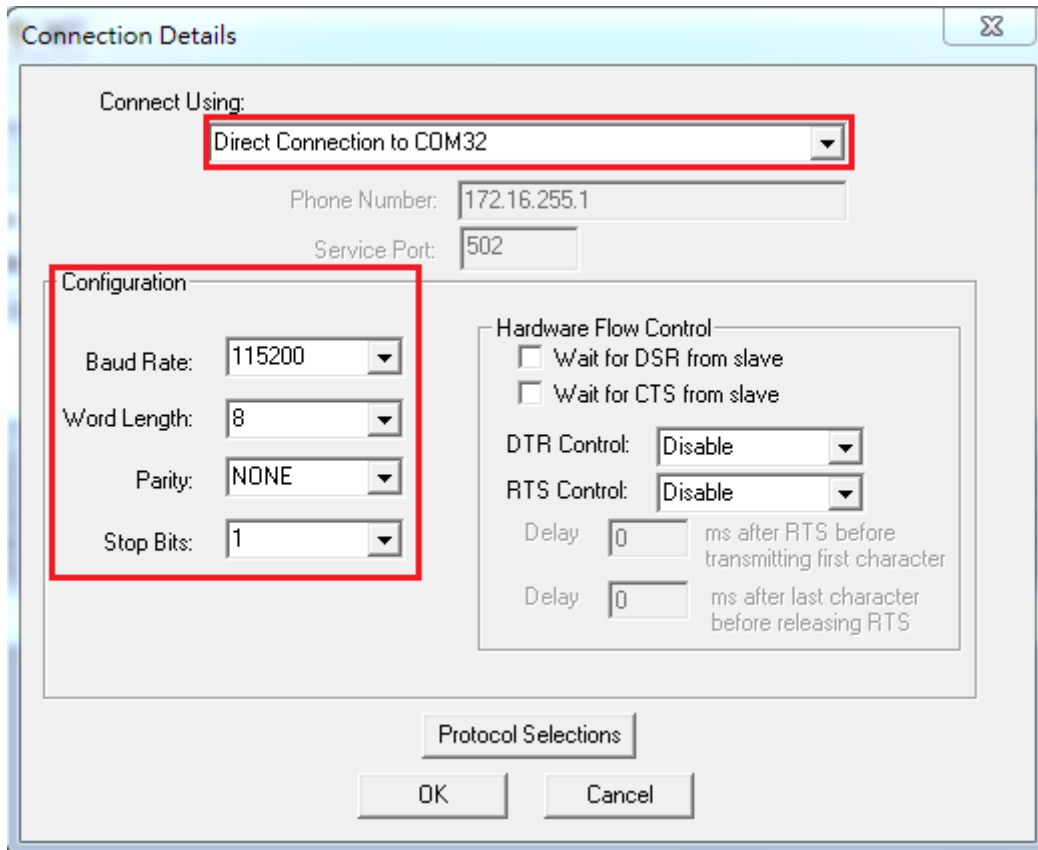 Connection Details
Connect Using:
Direct Connection to COM32
Phone Number: 172.16.255.1
Service Port: 502
Configuration
Baud Rate: 115200
Word Length: 8
Parity: NONE
Stop Bits: 1
Hardware Flow Control
Wait for DSR from slave
Wait for CTS from slave
DTR Control: Disable
RTS Control: Disable
Delay 0 ms after RTS before
transmitting first character
Delay 0 ms after last character
before releasing RTS
Protocol Selections
OK Cancel